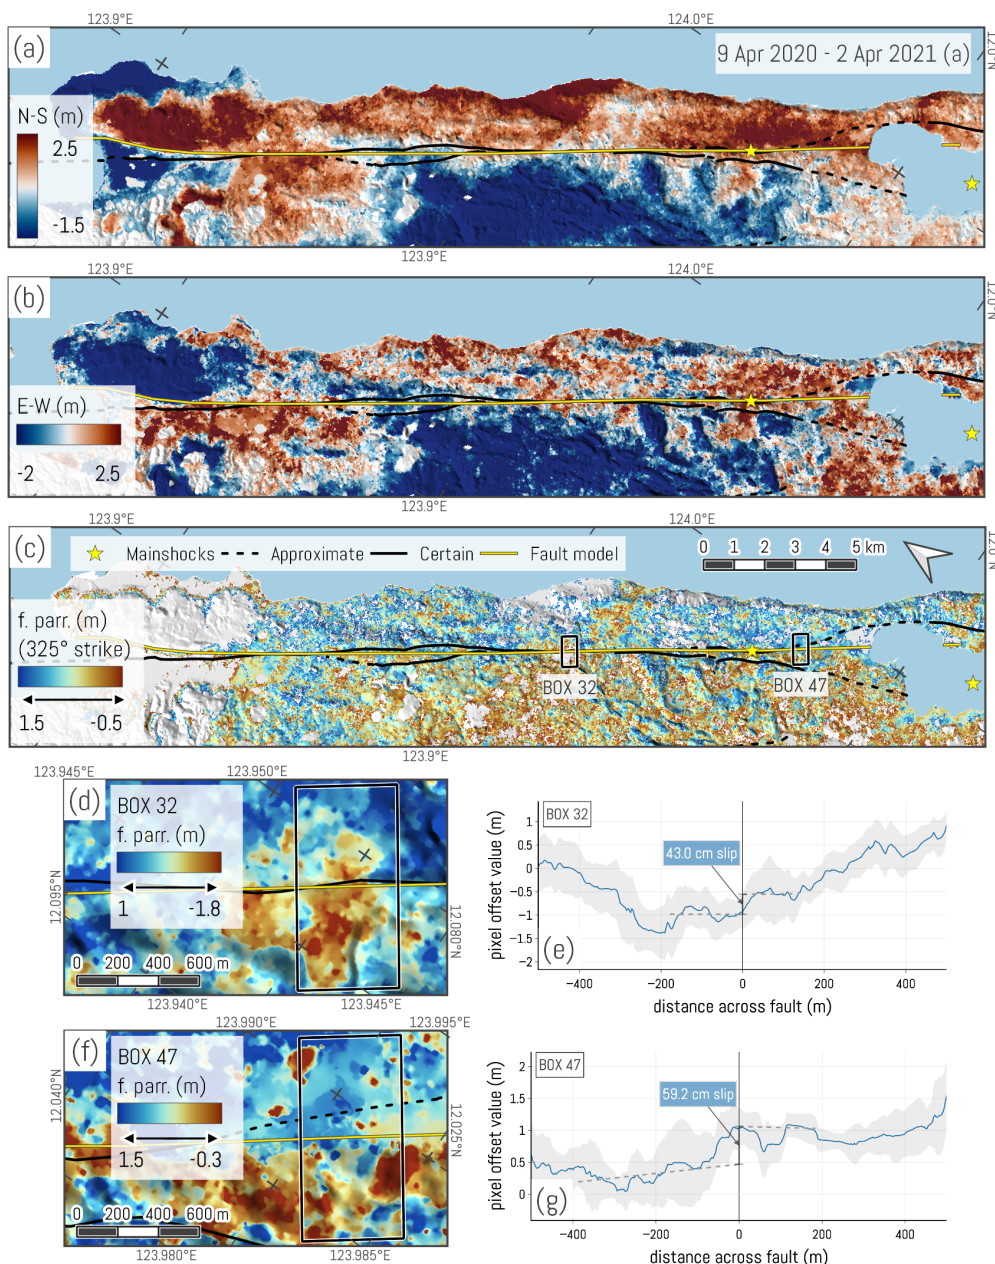 123.9°E
124.0°E
(a)
9 Apr 2020 - 2 Apr 2021 (a)
12.0°N
N-S (m)
2.5
-1.5
123.9°E
123.9°E
124.0°E
(b)
12.0°N
E-W (m)
-2 2.5
123.9°E
123.9°E
124.0°E
(c)
Mainshocks Approximate Certain Fault model
0 1 2 3 4 5 km
12.0°N
f. parr. (m)
(325° strike)
1.5 -0.5
BOX 32
BOX 47
123.9°E
123.945°E
123.950°E
(d)
BOX 32
f. parr. (m)
1 -1.8
12.095°N
12.080°N
0 200 400 600 m
123.940°E
123.945°E
BOX 32
43.0 cm slip
pixel offset value (m)
1
0.5
0
−0.5
−1
−1.5
−2
(e)
−400 −200 0 200 400
distance across fault (m)
123.990°E
123.995°E
(f)
BOX 47
f. parr. (m)
1.5 -0.3
12.040°N
12.025°N
0 200 400 600 m
123.980°E
123.985°E
BOX 47
59.2 cm slip
pixel offset value (m)
2
1.5
1
0.5
0
(g)
−400 −200 0 200 400
distance across fault (m)